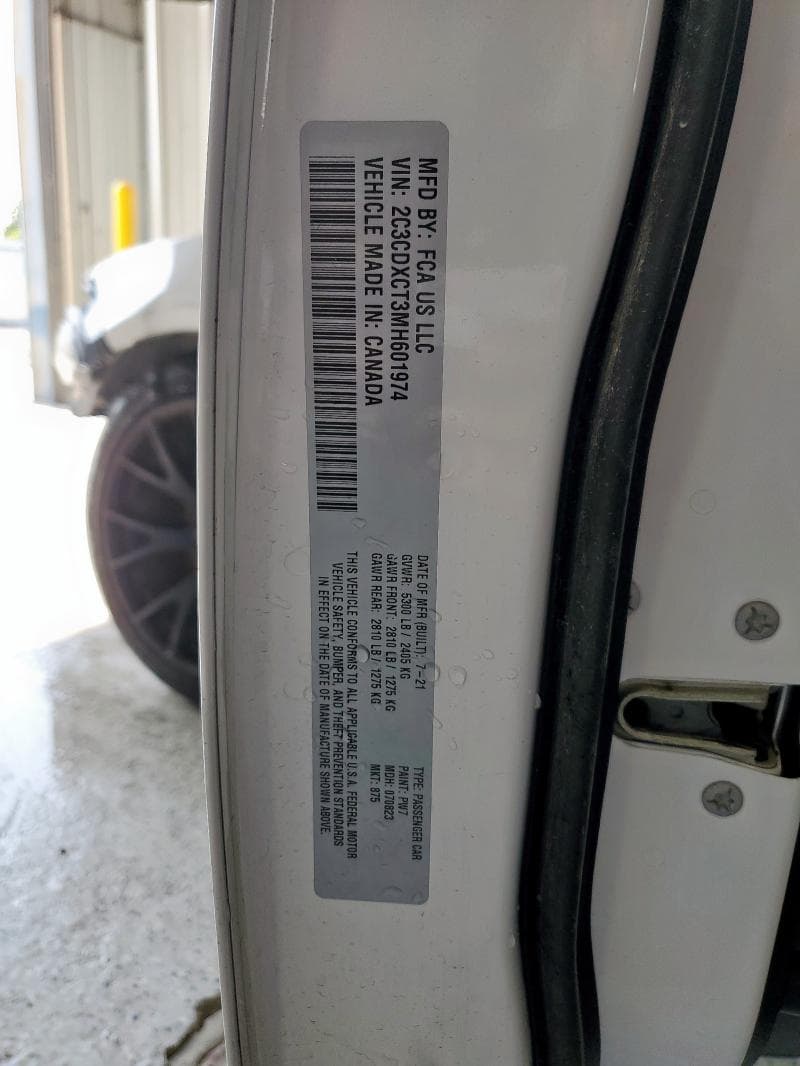 MFD BY: FCA US LLC
VIN: 2C3CDXCT3MH601974
VEHICLE MADE IN: CANADA
DATE OF MFR (BUILT): 7-21
GVWR: 5300 LB / 2405 KG
GAWR FRONT: 2810 LB / 1275 KG
GAWR REAR: 2810 LB / 1275 KG
TYPE: PASSENGER CAR
PAINT: PW7
MDH: 070823
MKT: 875
THIS VEHICLE CONFORMS TO ALL APPLICABLE U.S.A. FEDERAL MOTOR
VEHICLE SAFETY, BUMPER, AND THEFT PREVENTION STANDARDS
IN EFFECT ON THE DATE OF MANUFACTURE SHOWN ABOVE.